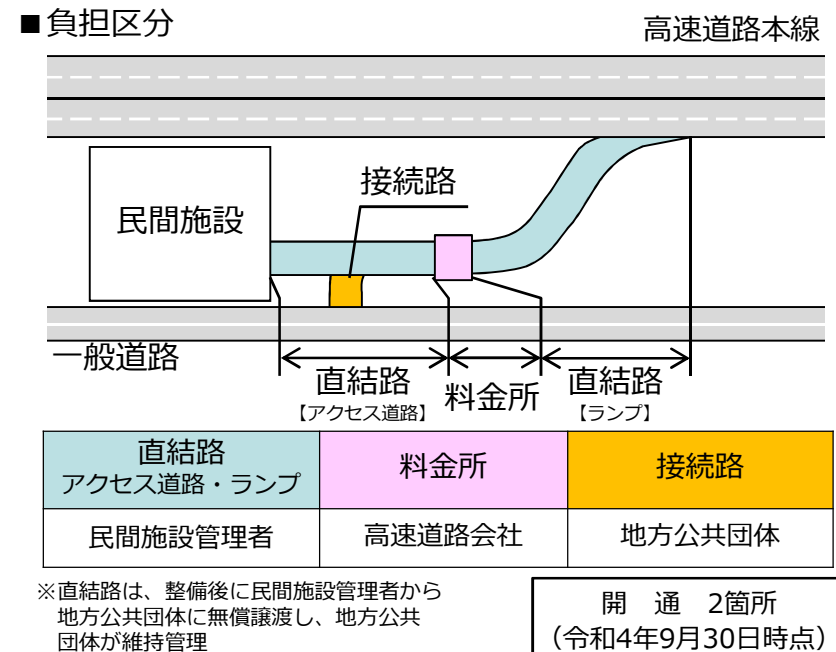 ■負担区分
高速道路本線
接続路
民間施設
一般道路
直結路
【アクセス道路】
料金所
直結路
【ランプ】
直結路
アクセス道路・ランプ
料金所
接続路
民間施設管理者
高速道路会社
地方公共団体
※直結路は、整備後に民間施設管理者から
地方公共団体に無償譲渡し、地方公共
団体が維持管理
開　通　2箇所
（令和4年9月30日時点）